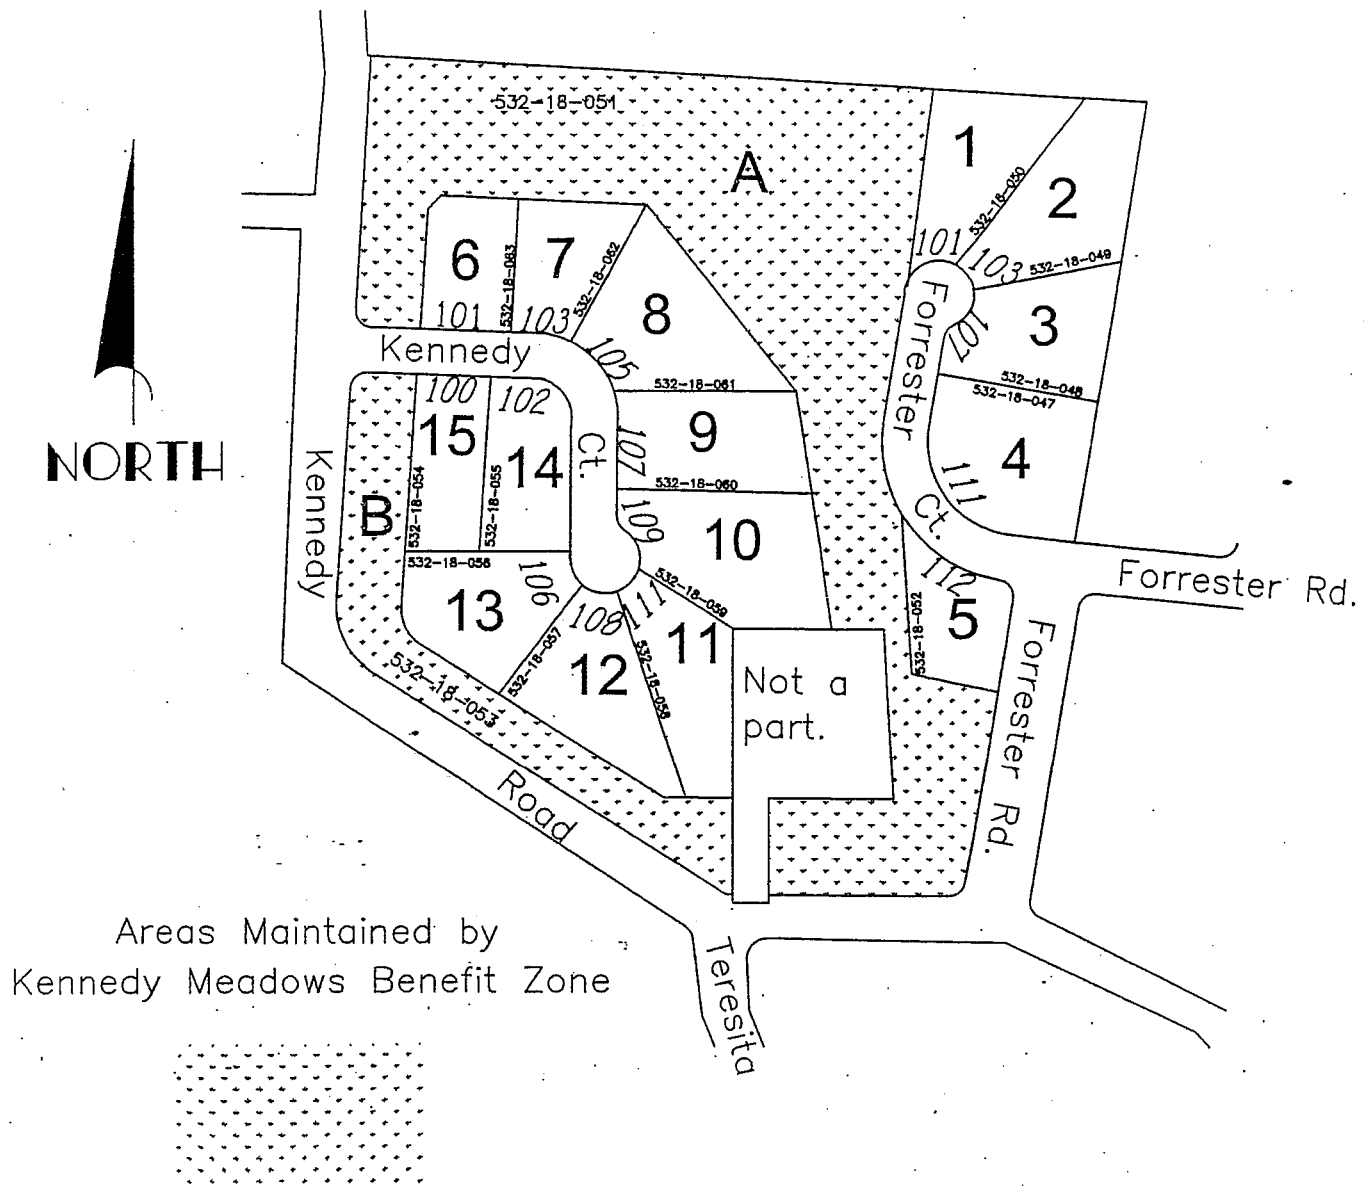 532-18-051
A
1
532-18-050
2
101
103
532-18-049
6
532-18-063
7
532-18-062
8
101
103
105
Kennedy
Ct.
532-18-061
Forrester
Ct.
107
3
532-18-048
532-18-047
4
111
NORTH
100
102
15
14
532-18-054
532-18-055
B
Kennedy
107
9
532-18-060
109
10
532-18-056
13
106
108
111
532-18-059
532-18-057
12
532-18-058
11
Not a
part.
112
5
532-18-052
Forrester Rd.
Forrester Rd.
532-18-053
Road
Teresita
Areas Maintained by
Kennedy Meadows Benefit Zone